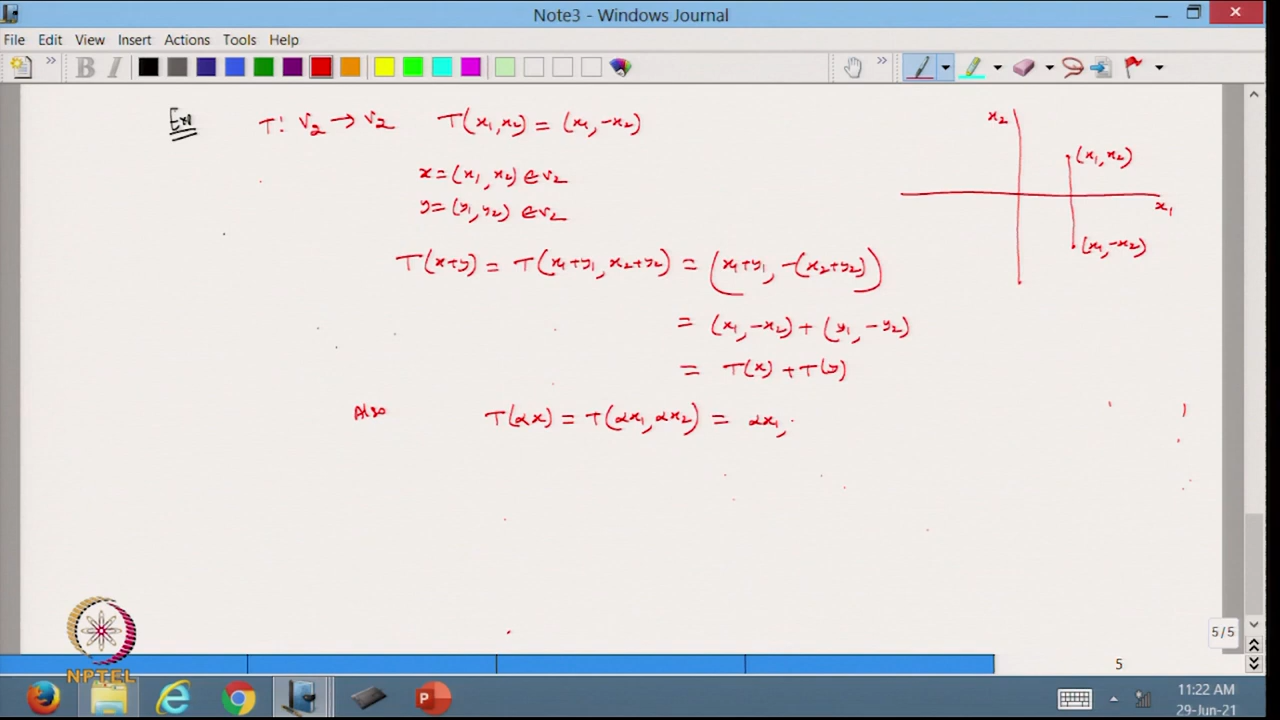 Note3 - Windows Journal
File Edit View Insert Actions Tools Help
Ex
T: V₂ → V₂ T(x₁, x₂) = (x₁, -x₂)
x = (x₁, x₂) ∈ V₂
y = (y₁, y₂) ∈ V₂
T(x+y) = T(x₁+y₁, x₂+y₂) = (x₁+y₁, -(x₂+y₂))
= (x₁, -x₂) + (y₁, -y₂)
= T(x) + T(y)
Also T(αx) = T(αx₁, αx₂) = αx₁,
x₂
(x₁, x₂)
x₁
(x₁, -x₂)
5/5
5
NPTEL
11:22 AM
29-Jun-21